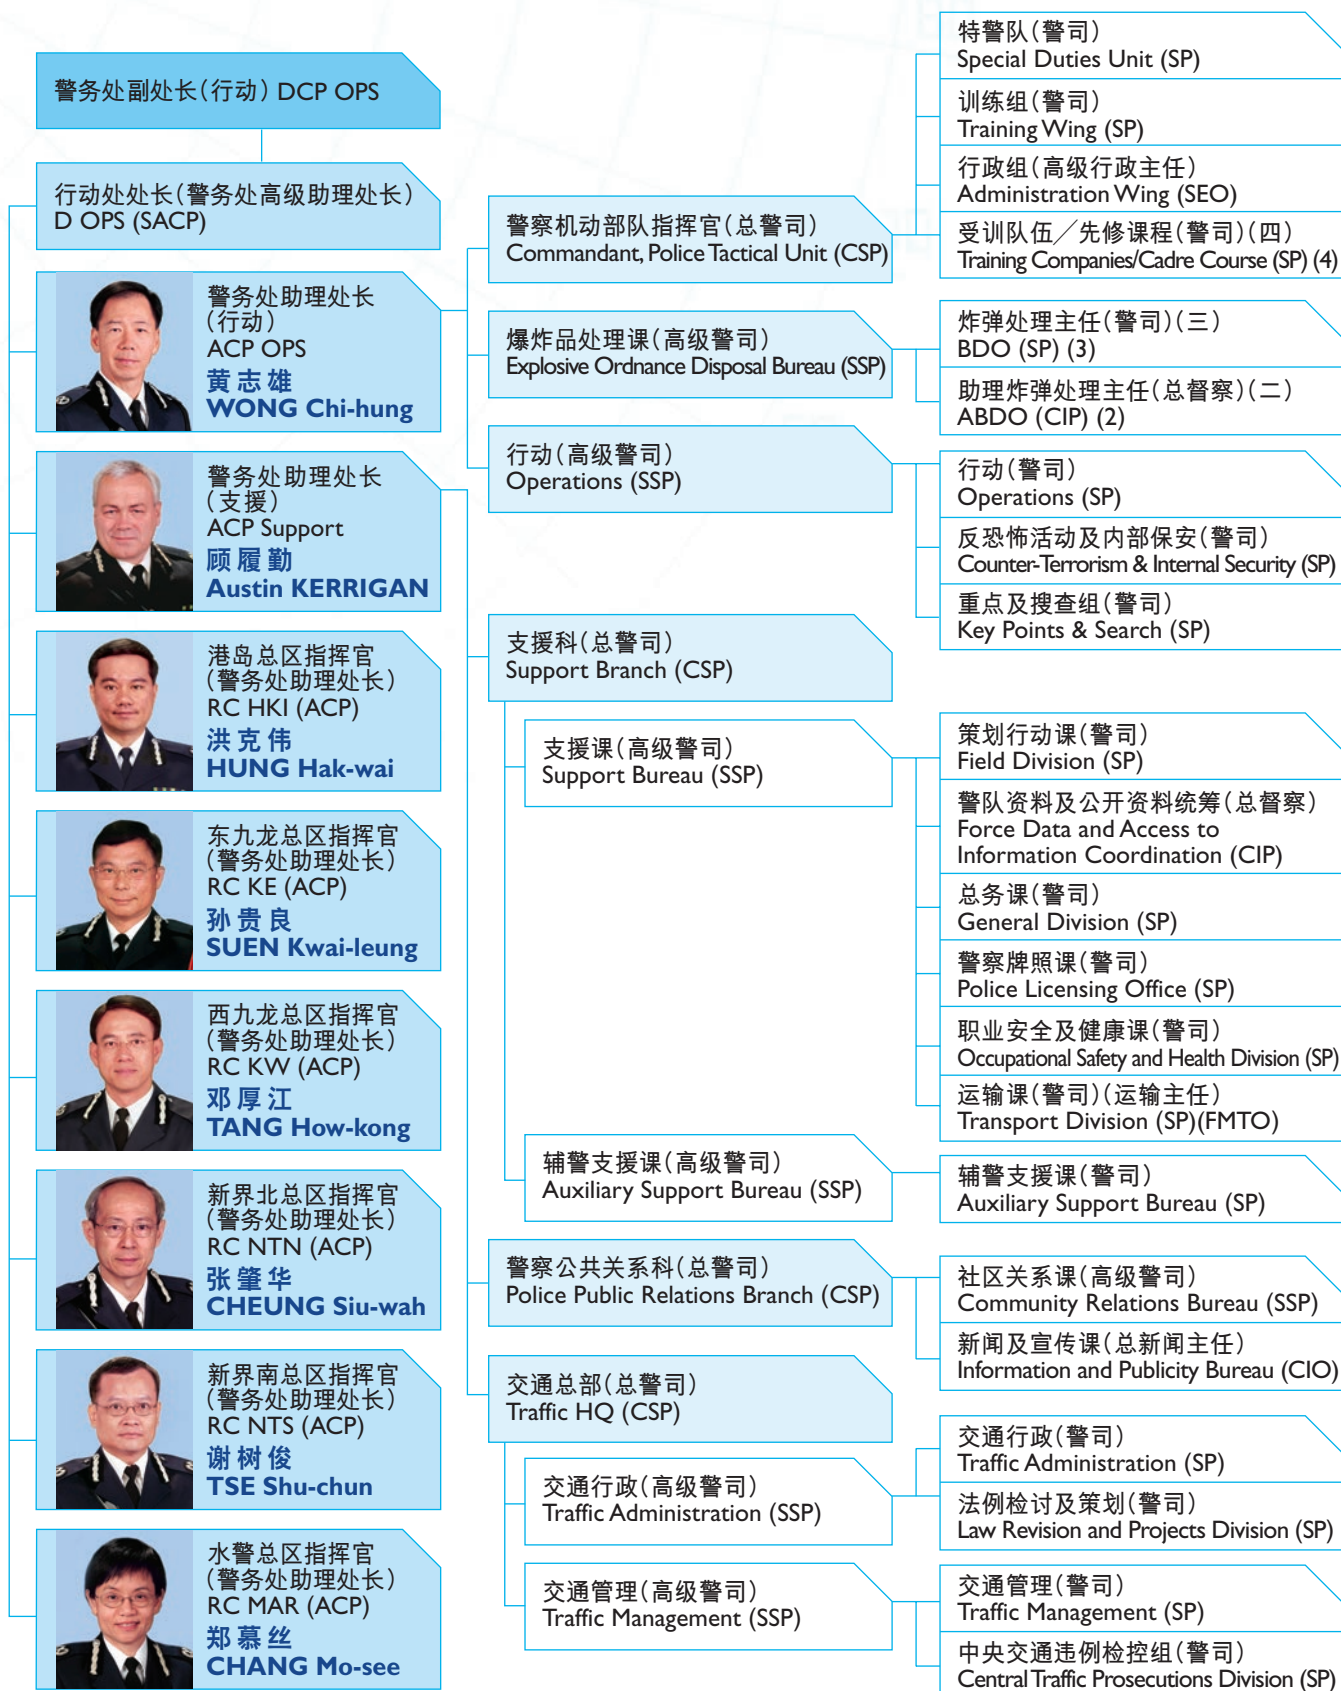 警务处副处长(行动) DCP OPS
行动处处长(警务处高级助理处长)
D OPS (SACP)
警务处助理处长
(行动)
ACP OPS
黄志雄
WONG Chi-hung
警务处助理处长
(支援)
ACP Support
顾履勤
Austin KERRIGAN
港岛总区指挥官
(警务处助理处长)
RC HKI (ACP)
洪克伟
HUNG Hak-wai
东九龙总区指挥官
(警务处助理处长)
RC KE (ACP)
孙贵良
SUEN Kwai-leung
西九龙总区指挥官
(警务处助理处长)
RC KW (ACP)
邓厚江
TANG How-kong
新界北总区指挥官
(警务处助理处长)
RC NTN (ACP)
张肇华
CHEUNG Siu-wah
新界南总区指挥官
(警务处助理处长)
RC NTS (ACP)
谢树俊
TSE Shu-chun
水警总区指挥官
(警务处助理处长)
RC MAR (ACP)
郑慕丝
CHANG Mo-see
警察机动部队指挥官(总警司)
Commandant, Police Tactical Unit (CSP)
爆炸品处理课(高级警司)
Explosive Ordnance Disposal Bureau (SSP)
行动(高级警司)
Operations (SSP)
支援科(总警司)
Support Branch (CSP)
支援课(高级警司)
Support Bureau (SSP)
辅警支援课(高级警司)
Auxiliary Support Bureau (SSP)
警察公共关系科(总警司)
Police Public Relations Branch (CSP)
交通总部(总警司)
Traffic HQ (CSP)
交通行政(高级警司)
Traffic Administration (SSP)
交通管理(高级警司)
Traffic Management (SSP)
特警队(警司)
Special Duties Unit (SP)
训练组(警司)
Training Wing (SP)
行政组(高级行政主任)
Administration Wing (SEO)
受训队伍／先修课程(警司)(四)
Training Companies/Cadre Course (SP) (4)
炸弹处理主任(警司)(三)
BDO (SP) (3)
助理炸弹处理主任(总督察)(二)
ABDO (CIP) (2)
行动(警司)
Operations (SP)
反恐怖活动及内部保安(警司)
Counter-Terrorism & Internal Security (SP)
重点及搜查组(警司)
Key Points & Search (SP)
策划行动课(警司)
Field Division (SP)
警队资料及公开资料统筹(总督察)
Force Data and Access to
Information Coordination (CIP)
总务课(警司)
General Division (SP)
警察牌照课(警司)
Police Licensing Office (SP)
职业安全及健康课(警司)
Occupational Safety and Health Division (SP)
运输课(警司)(运输主任)
Transport Division (SP)(FMTO)
辅警支援课(警司)
Auxiliary Support Bureau (SP)
社区关系课(高级警司)
Community Relations Bureau (SSP)
新闻及宣传课(总新闻主任)
Information and Publicity Bureau (CIO)
交通行政(警司)
Traffic Administration (SP)
法例检讨及策划(警司)
Law Revision and Projects Division (SP)
交通管理(警司)
Traffic Management (SP)
中央交通违例检控组(警司)
Central Traffic Prosecutions Division (SP)